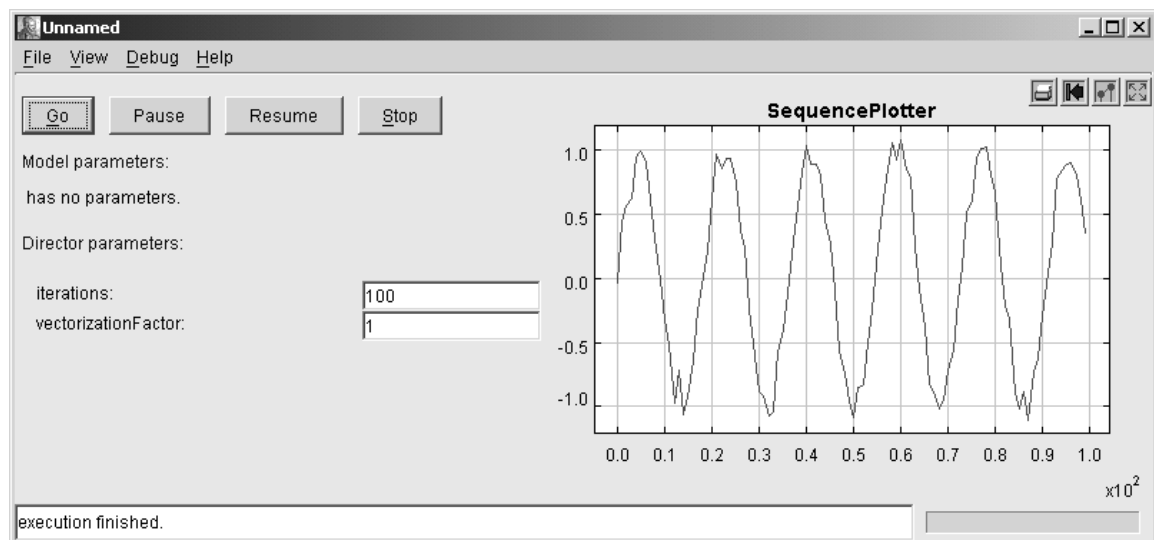 Unnamed
File View Debug Help
Go Pause Resume Stop
Model parameters:
has no parameters.
Director parameters:
iterations: 100
vectorizationFactor: 1
SequencePlotter
1.0
0.5
0.0
-0.5
-1.0
0.0 0.1 0.2 0.3 0.4 0.5 0.6 0.7 0.8 0.9 1.0
x10²
execution finished.